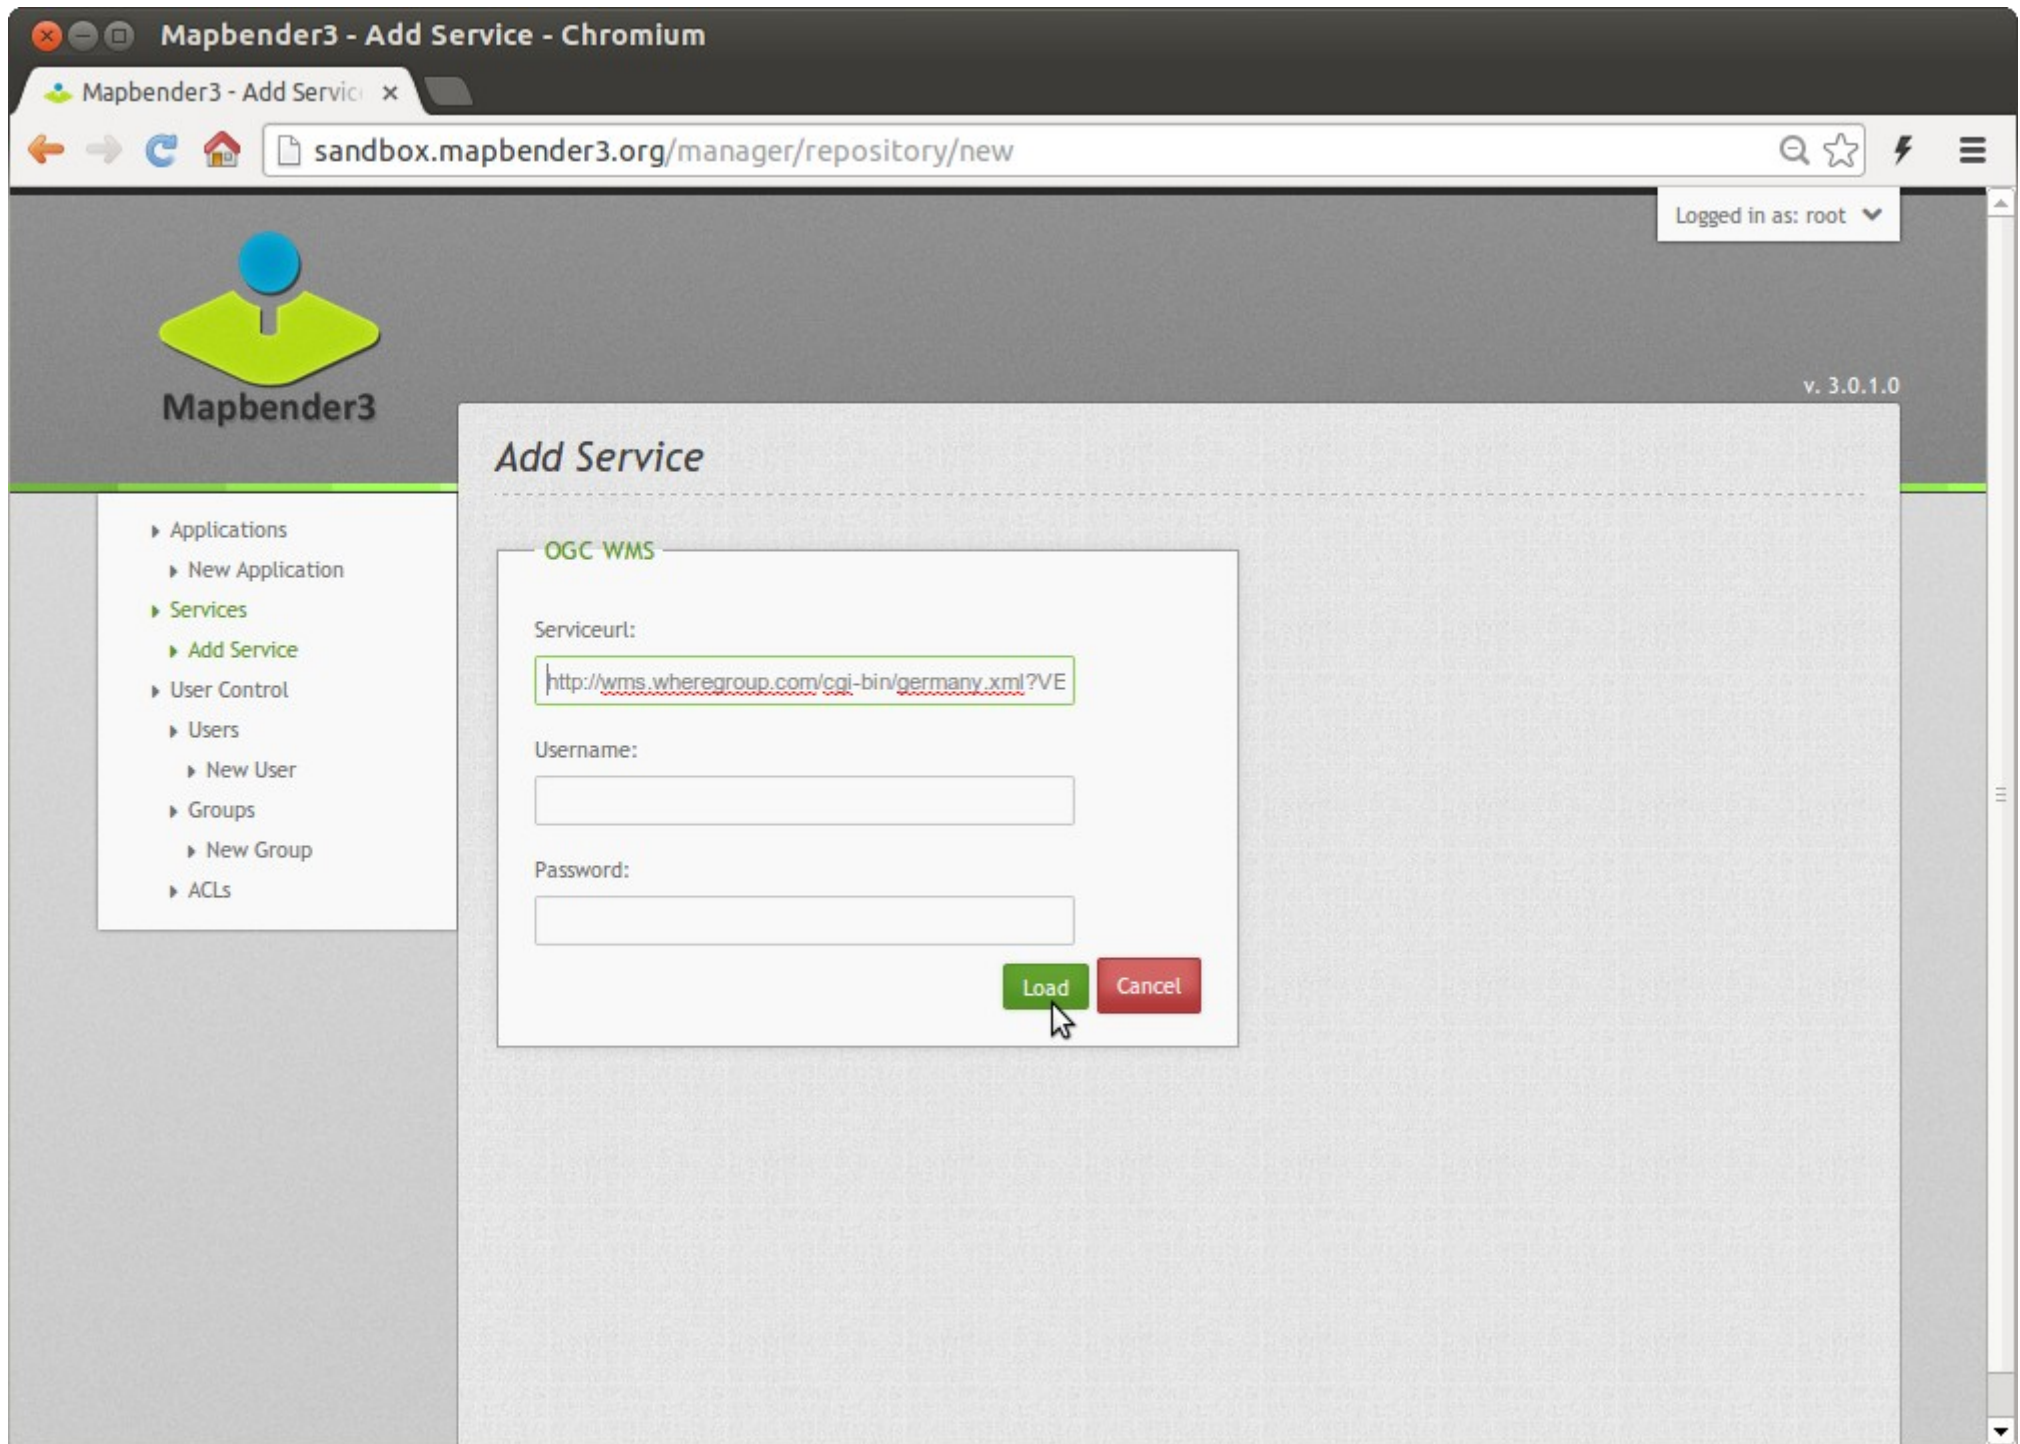 Mapbender3 - Add Service - Chromium
Mapbender3 - Add Servic
sandbox.mapbender3.org/manager/repository/new
Logged in as: root
Mapbender3
v. 3.0.1.0
Add Service
Applications
New Application
Services
Add Service
User Control
Users
New User
Groups
New Group
ACLs
OGC WMS
Serviceurl:
http://wms.wheregroup.com/cgi-bin/germany.xml?VE
Username:
Password:
Load Cancel